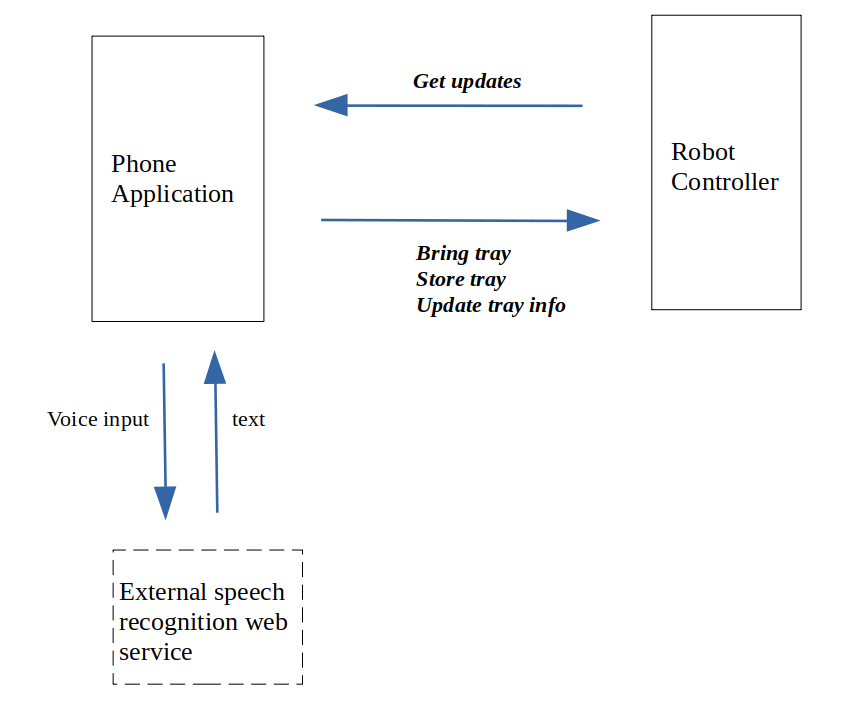 Phone
Application
Get updates
Robot
Controller
Bring tray
Store tray
Update tray info
Voice input
text
External speech
recognition web
service